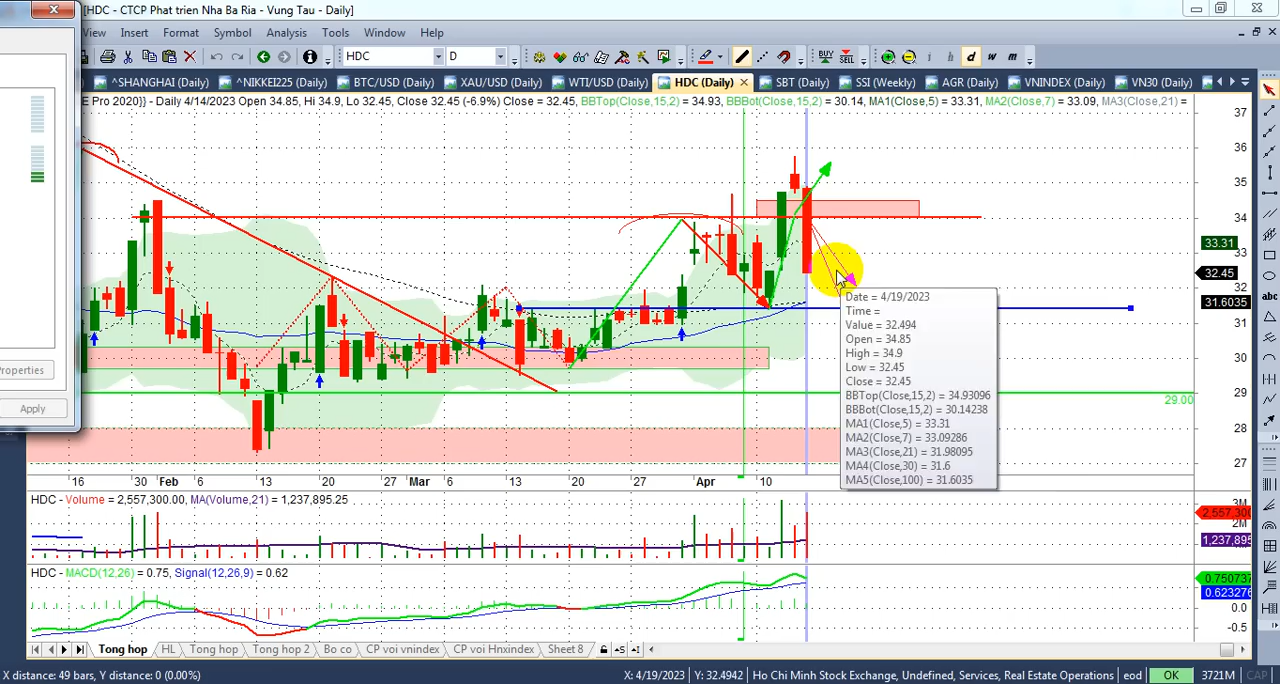 [HDC - CTCP Phat trien Nha Ba Ria - Vung Tau - Daily]
View Insert Format Symbol Analysis Tools Window Help
HDC D BUY SELL i h d w m
^SHANGHAI (Daily) ^NIKKEI225 (Daily) BTC/USD (Daily) XAU/USD (Daily) WTI/USD (Daily) HDC (Daily) SBT (Daily) SSI (Weekly) AGR (Daily) VNINDEX (Daily) VN30 (Daily)
E Pro 2020}} - Daily 4/14/2023 Open 34.85, Hi 34.9, Lo 32.45, Close 32.45 (-6.9%) Close = 32.45, BBTop(Close,15,2) = 34.93, BBBot(Close,15,2) = 30.14, MA1(Close,5) = 33.31, MA2(Close,7) = 33.09, MA3(Close,21) =
37
36
35
34
33.31
33
32.45
32
31.6035
31
30
29
29.00
28
27
Date = 4/19/2023
Time =
Value = 32.494
Open = 34.85
High = 34.9
Low = 32.45
Close = 32.45
BBTop(Close,15,2) = 34.93096
BBBot(Close,15,2) = 30.14238
MA1(Close,5) = 33.31
MA2(Close,7) = 33.09286
MA3(Close,21) = 31.98095
MA4(Close,30) = 31.6
MA5(Close,100) = 31.6035
Properties
Apply
abc
16 30 Feb 6 13 20 27 Mar 6 13 20 27 Apr 10
HDC - Volume = 2,557,300.00, MA(Volume,21) = 1,237,895.25
3M
2,557,300
2M
1,237,895
HDC - MACD(12,26) = 0.75, Signal(12,26,9) = 0.62
0.750737
0.623276
0.0
-0.5
Tong hop HL Tong hop Tong hop 2 Bo co CP voi vnindex CP voi Hnxindex Sheet 8
X distance: 49 bars, Y distance: 0 (0.00%) X: 4/19/2023 Y: 32.4942 Ho Chi Minh Stock Exchange, Undefined, Services, Real Estate Operations eod OK 3721M CAP